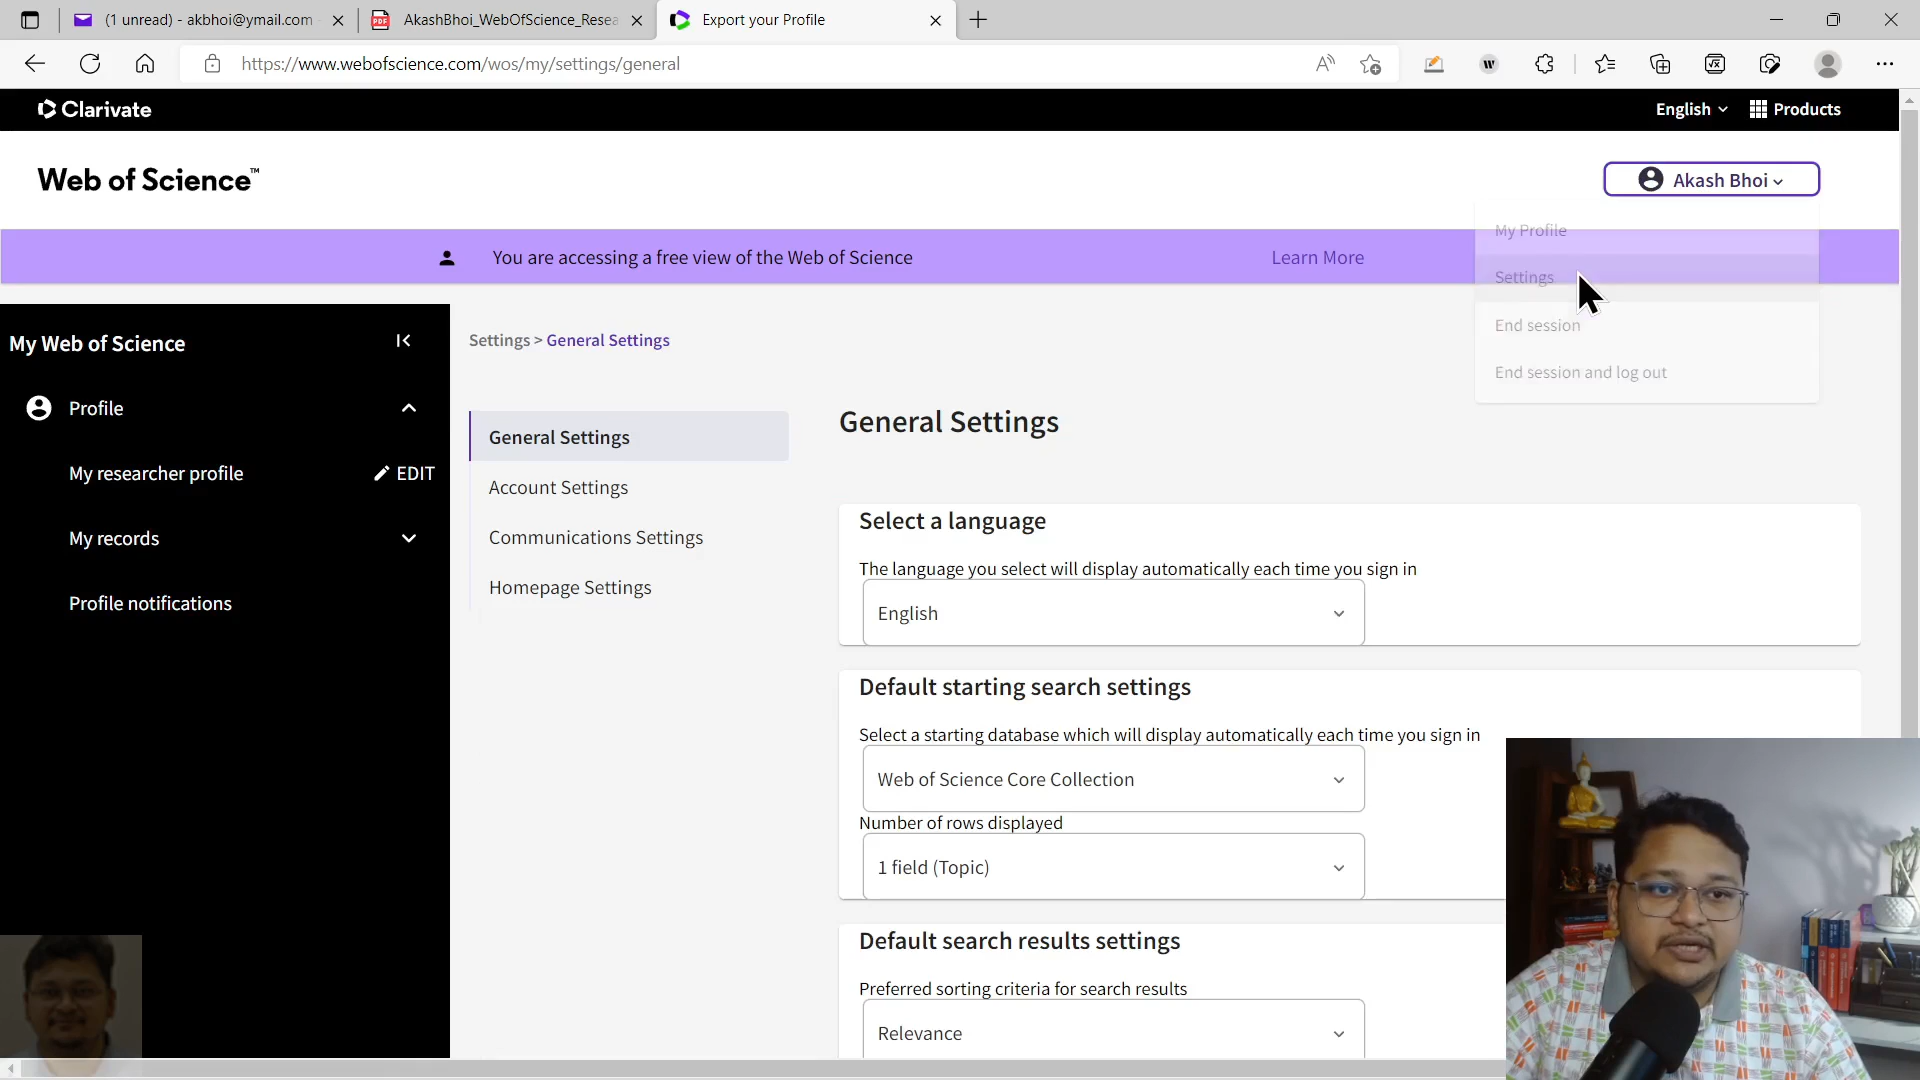 (1 unread) - akbhoi@ymail.com
AkashBhoi_WebOfScience_Resea
Export your Profile
https://www.webofscience.com/wos/my/settings/general
Clarivate
English
Products
Web of Science™
Akash Bhoi
My Profile
You are accessing a free view of the Web of Science
Learn More
Settings
End session
End session and log out
My Web of Science
Profile
My researcher profile
EDIT
My records
Profile notifications
Settings > General Settings
General Settings
Account Settings
Communications Settings
Homepage Settings
General Settings
Select a language
The language you select will display automatically each time you sign in
English
Default starting search settings
Select a starting database which will display automatically each time you sign in
Web of Science Core Collection
Number of rows displayed
1 field (Topic)
Default search results settings
Preferred sorting criteria for search results
Relevance